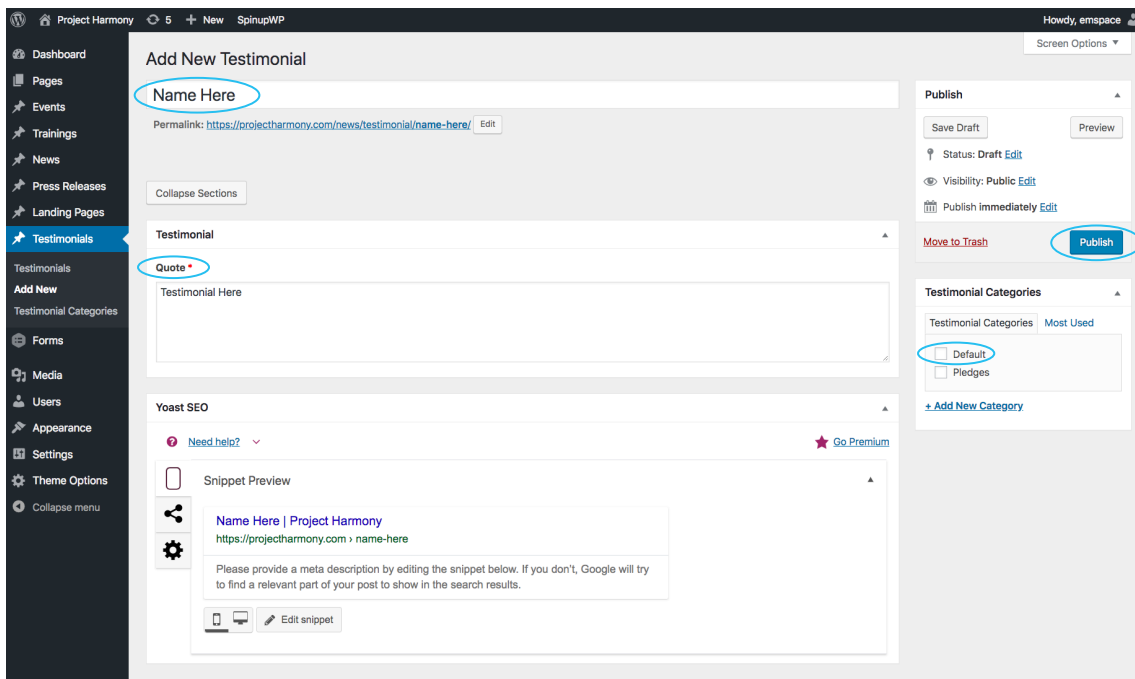 Project Harmony 5 + New SpinupWP Howdy, emspace
Screen Options ▼
Dashboard
Pages
Events
Trainings
News
Press Releases
Landing Pages
Testimonials
Testimonials
Add New
Testimonial Categories
Forms
Media
Users
Appearance
Settings
Theme Options
Collapse menu
Add New Testimonial
Name Here
Permalink: https://projectharmony.com/news/testimonial/name-here/ Edit
Collapse Sections
Testimonial
Quote *
Testimonial Here
Yoast SEO
Need help?
Go Premium
Snippet Preview
Name Here | Project Harmony
https://projectharmony.com › name-here
Please provide a meta description by editing the snippet below. If you don't, Google will try
to find a relevant part of your post to show in the search results.
Edit snippet
Publish
Save Draft Preview
Status: Draft Edit
Visibility: Public Edit
Publish immediately Edit
Move to Trash Publish
Testimonial Categories
Testimonial Categories Most Used
Default
Pledges
+ Add New Category